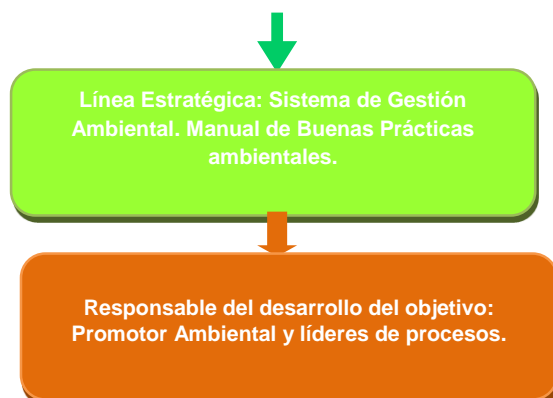 Línea Estratégica: Sistema de Gestión
Ambiental. Manual de Buenas Prácticas
ambientales.
Responsable del desarrollo del objetivo:
Promotor Ambiental y líderes de procesos.